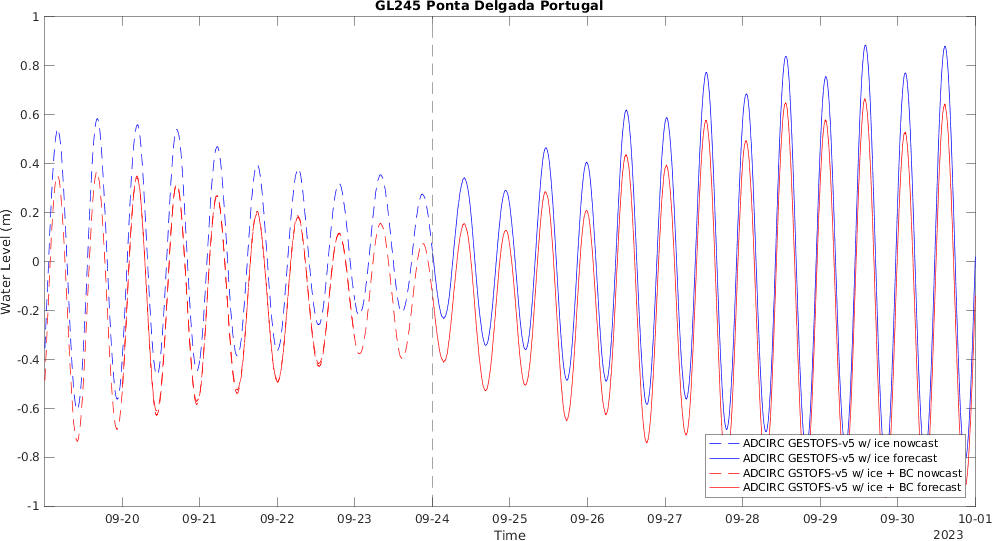 GL245 Ponta Delgada Portugal
1
0.8
0.6
0.4
0.2
0
-0.2
-0.4
-0.6
-0.8
-1
Water Level (m)
ADCIRC GESTOFS-v5 w/ ice nowcast
ADCIRC GESTOFS-v5 w/ ice forecast
ADCIRC GSTOFS-v5 w/ ice + BC nowcast
ADCIRC GSTOFS-v5 w/ ice + BC forecast
09-20 09-21 09-22 09-23 09-24 09-25 09-26 09-27 09-28 09-29 09-30 10-01
Time
2023